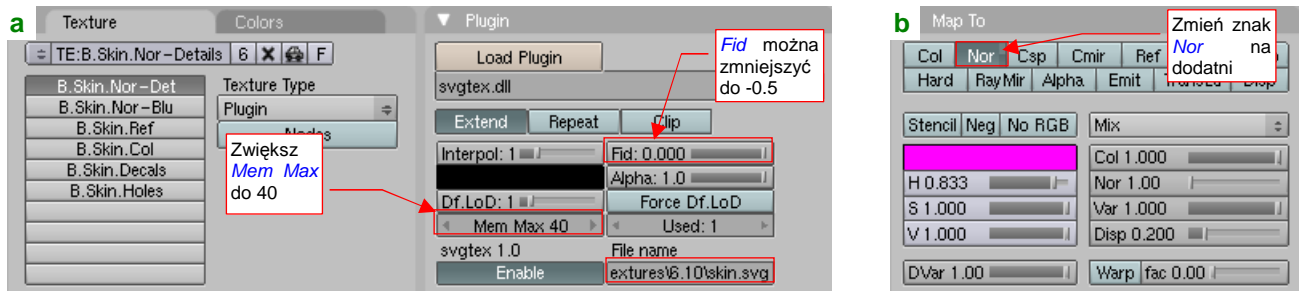 a
Texture
Colors
TE:B.Skin.Nor-Details
6
F
B.Skin.Nor-Det
B.Skin.Nor-Blu
B.Skin.Ref
B.Skin.Col
B.Skin.Decals
B.Skin.Holes
Texture Type
Plugin
Zwiększ
Mem Max
do 40
Plugin
Load Plugin
svgtex.dll
Extend
Repeat
Clip
Interpol: 1
Fid: 0.000
Alpha: 1.0
Df.LoD: 1
Force Df.LoD
Mem Max 40
Used: 1
svgtex 1.0
File name
Enable
extures\6.10\skin.svg
Fid można
zmniejszyć
do -0.5
b
Map To
Col
Nor
Csp
Cmir
Ref
Hard
RayMir
Alpha
Emit
Zmień znak
Nor na
dodatni
Stencil
Neg
No RGB
Mix
Col 1.000
H 0.833
Nor 1.00
S 1.000
Var 1.000
V 1.000
Disp 0.200
DVar 1.00
Warp
fac 0.00